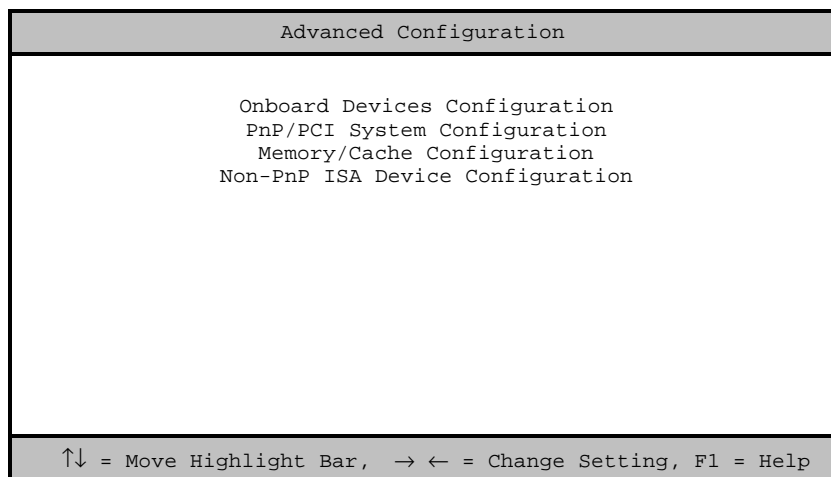 Advanced Configuration
Onboard Devices Configuration
PnP/PCI System Configuration
Memory/Cache Configuration
Non-PnP ISA Device Configuration
↑↓ = Move Highlight Bar, → ← = Change Setting, F1 = Help